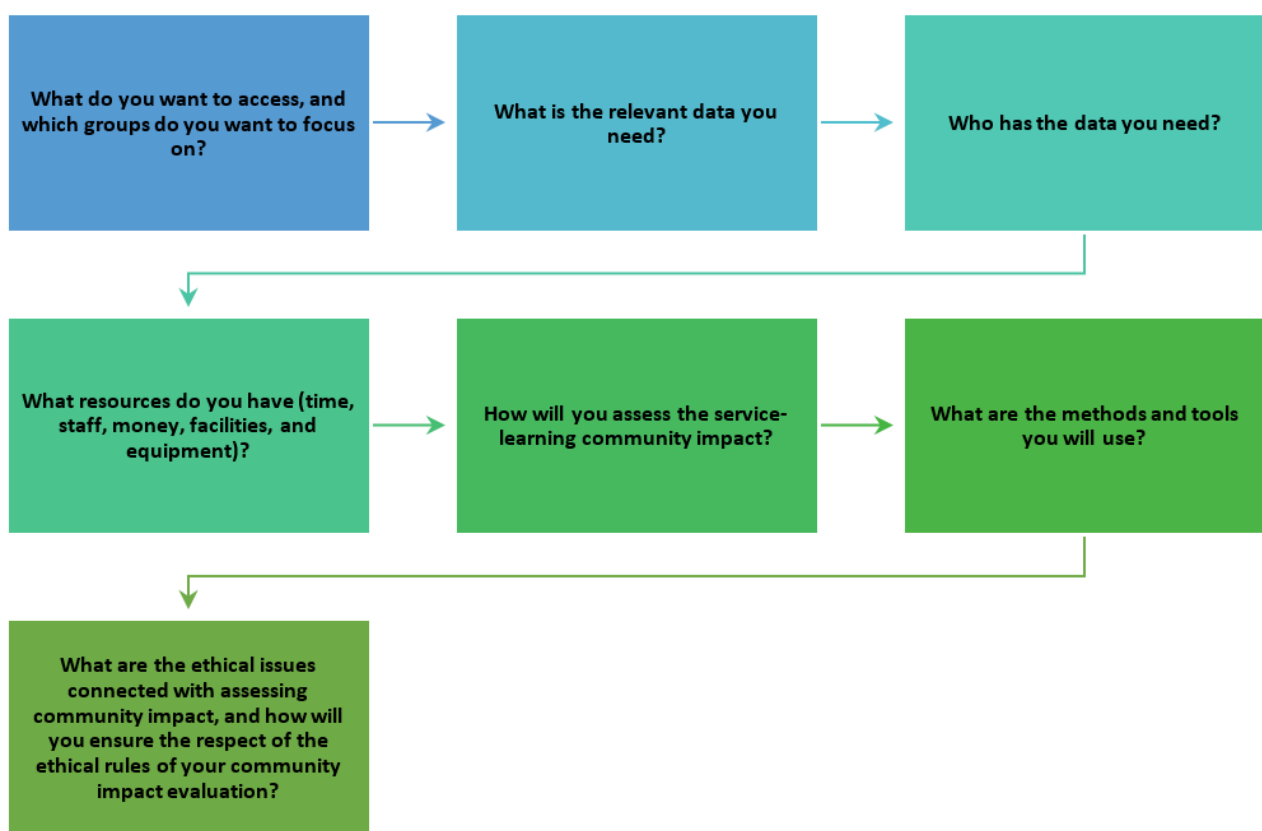 What do you want to access, and
which groups do you want to focus
on?
What is the relevant data you
need?
Who has the data you need?
What resources do you have (time,
staff, money, facilities, and
equipment)?
How will you assess the service-
learning community impact?
What are the methods and tools
you will use?
What are the ethical issues
connected with assessing
community impact, and how will
you ensure the respect of the
ethical rules of your community
impact evaluation?